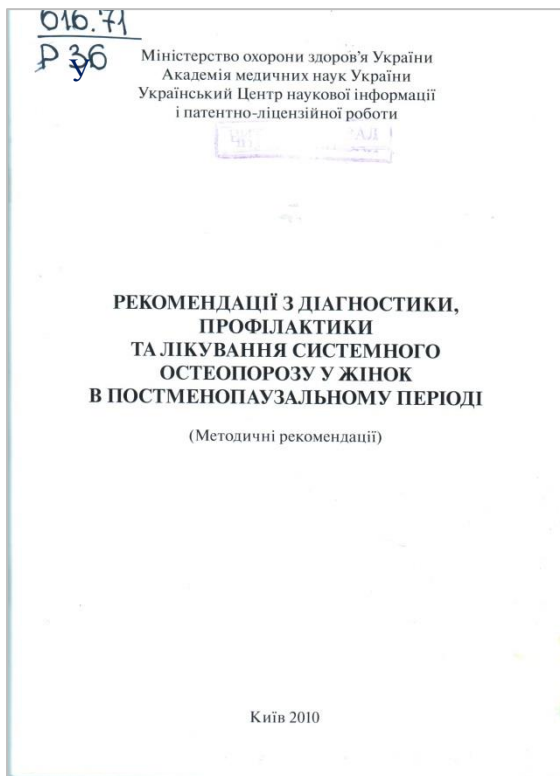 616.71
Р 36
У
Міністерство охорони здоров’я України
Академія медичних наук України
Український Центр наукової інформації
і патентно-ліцензійної роботи
РЕКОМЕНДАЦІЇ З ДІАГНОСТИКИ,
ПРОФІЛАКТИКИ
ТА ЛІКУВАННЯ СИСТЕМНОГО
ОСТЕОПОРОЗУ У ЖІНОК
В ПОСТМЕНОПАУЗАЛЬНОМУ ПЕРІОДІ
(Методичні рекомендації)
Київ 2010